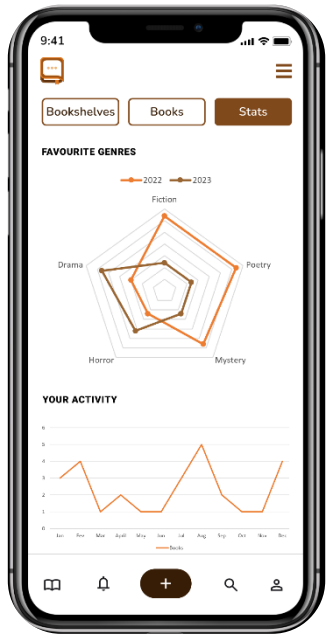 9:41
Bookshelves Books Stats
FAVOURITE GENRES
2022 2023
Fiction
Drama Poetry
Horror Mystery
YOUR ACTIVITY
6
5
4
3
2
1
0
Jan Fev Mar April May Jun Jul Aug Sep Oct Nov Dec
Books